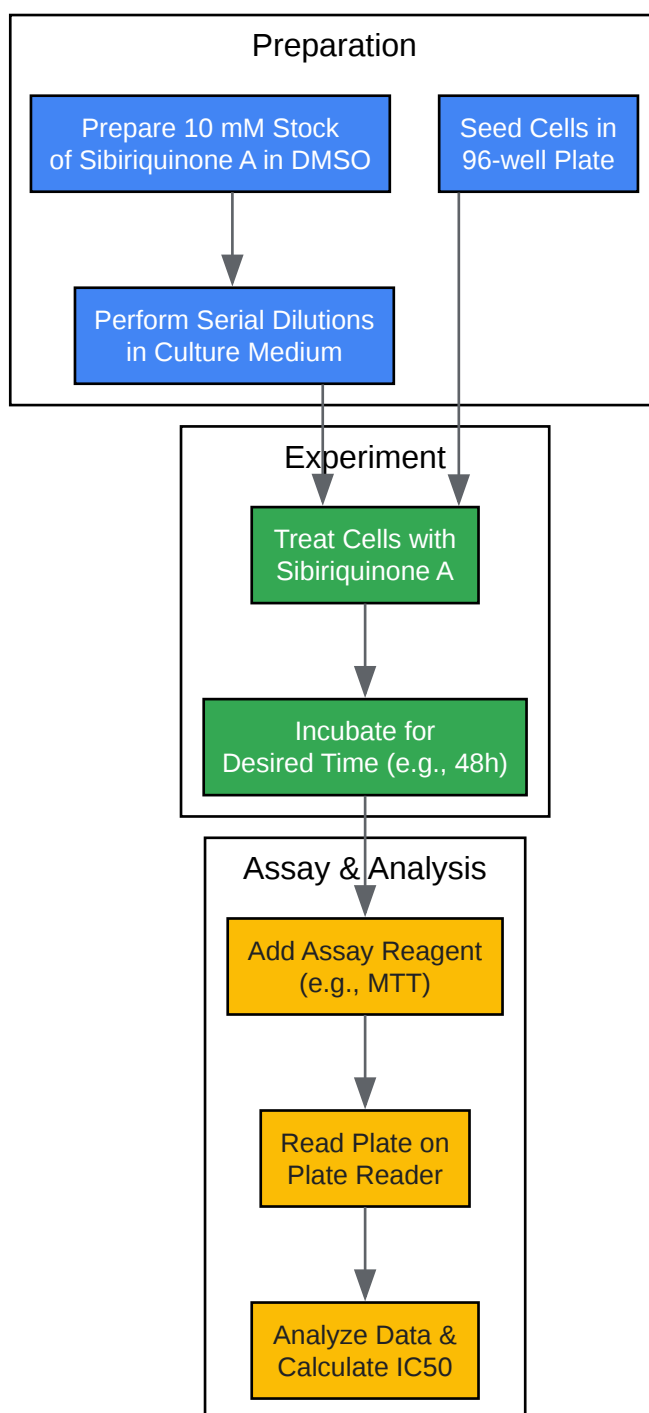 Preparation
Prepare 10 mM Stock
of Sibiriquinone A in DMSO
Seed Cells in
96-well Plate
Perform Serial Dilutions
in Culture Medium
Experiment
Treat Cells with
Sibiriquinone A
Incubate for
Desired Time (e.g., 48h)
Assay & Analysis
Add Assay Reagent
(e.g., MTT)
Read Plate on
Plate Reader
Analyze Data &
Calculate IC50